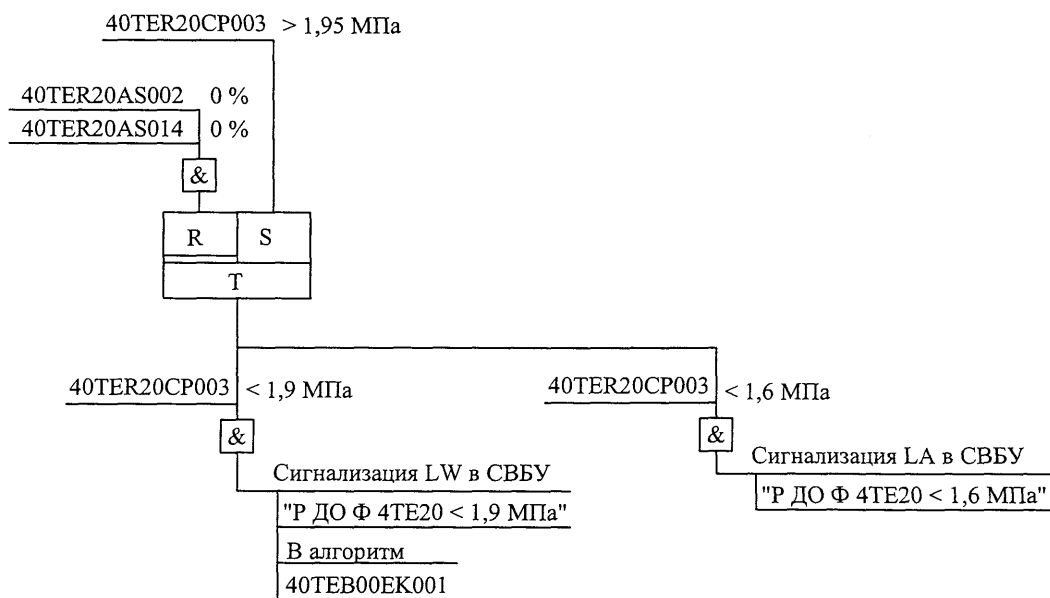 40TER20CP003 > 1,95 МПа
40TER20AS002 0 %
40TER20AS014 0 %
&
R S
T
40TER20CP003 < 1,9 МПа
40TER20CP003 < 1,6 МПа
&
&
Сигнализация LW в СВБУ
"Р ДО Ф 4ТЕ20 < 1,9 МПа"
В алгоритм
40TEB00EK001
Сигнализация LA в СВБУ
"Р ДО Ф 4ТЕ20 < 1,6 МПа"